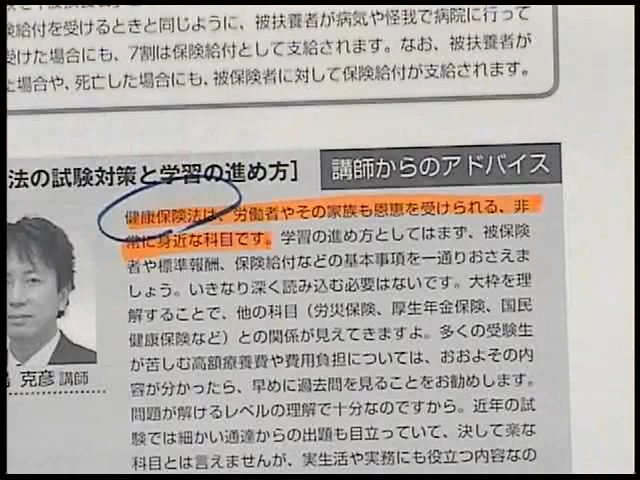 険給付を受けるときと同じように、被扶養者が病気や怪我で病院に行って
受けた場合にも、7割は保険給付として支給されます。なお、被扶養者が
た場合や、死亡した場合にも、被保険者に対して保険給付が支給されます。
法の試験対策と学習の進め方]
講師からのアドバイス
健康保険法は、労働者やその家族も恩恵を受けられる、非
常に身近な科目です。学習の進め方としてはまず、被保険
者や標準報酬、保険給付などの基本事項を一通りおさえま
しょう。いきなり深く読み込む必要はないです。大枠を理
解することで、他の科目（労災保険、厚生年金保険、国民
健康保険など）との関係が見えてきますよ。多くの受験生
が苦しむ高額療養費や費用負担については、おおよその内
容が分かったら、早めに過去問を見ることをお勧めします。
問題が解けるレベルの理解で十分なのですから。近年の試
験では細かい通達からの出題も目立っていて、決して楽な
科目とは言えませんが、実生活や実務にも役立つ内容なの
克彦 講師